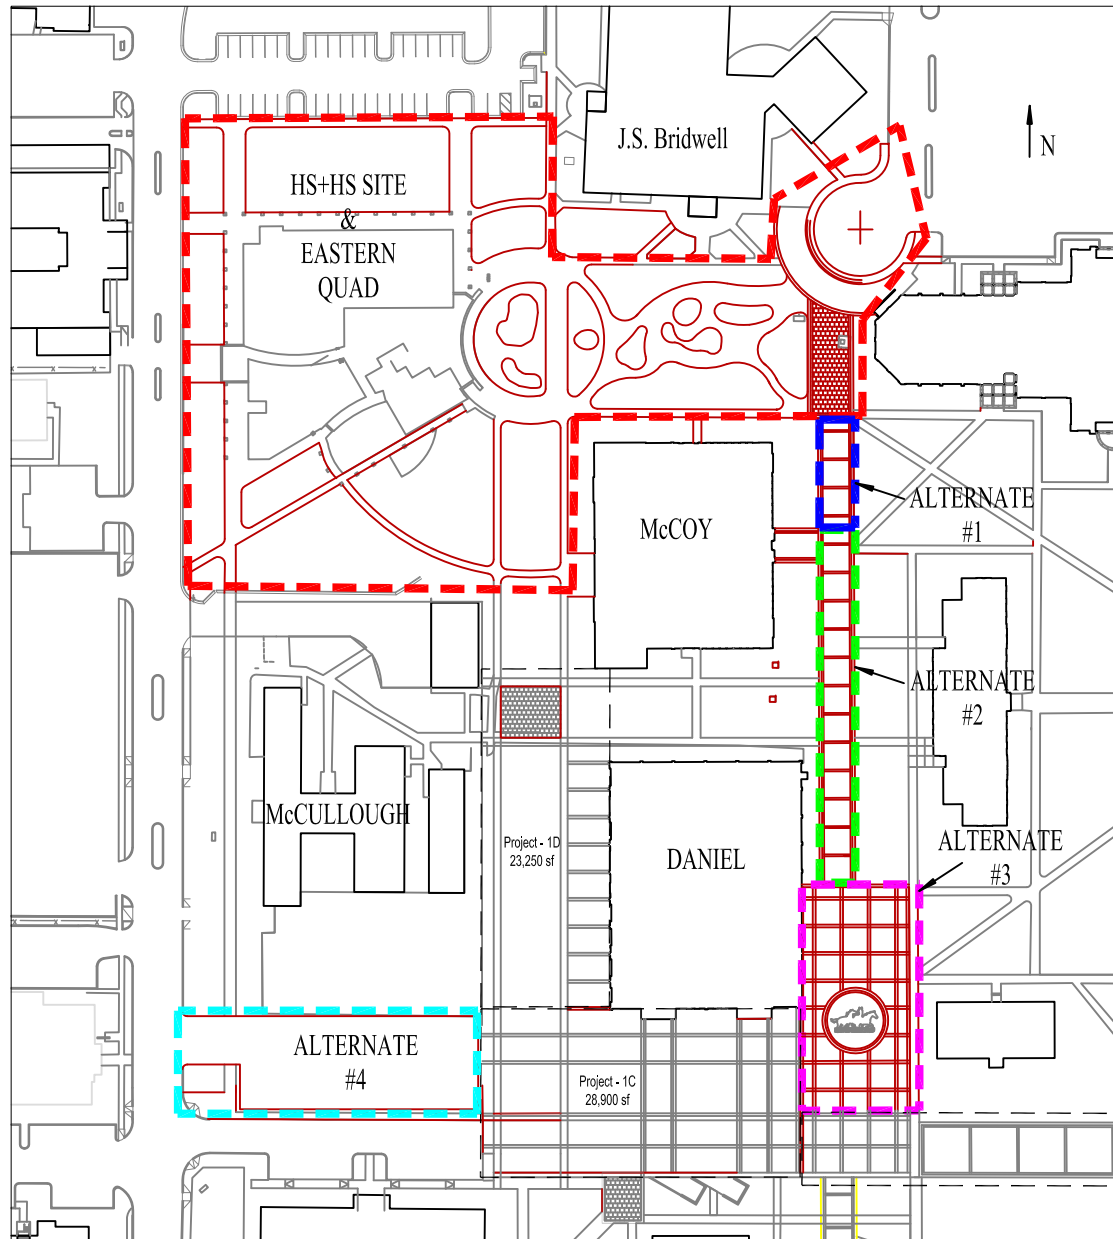 J.S. Bridwell
N
HS+HS SITE
&
EASTERN
QUAD
ALTERNATE
#1
McCOY
ALTERNATE
#2
McCULLOUGH
Project - 1D
23,250 sf
DANIEL
ALTERNATE
#3
ALTERNATE
#4
Project - 1C
28,900 sf